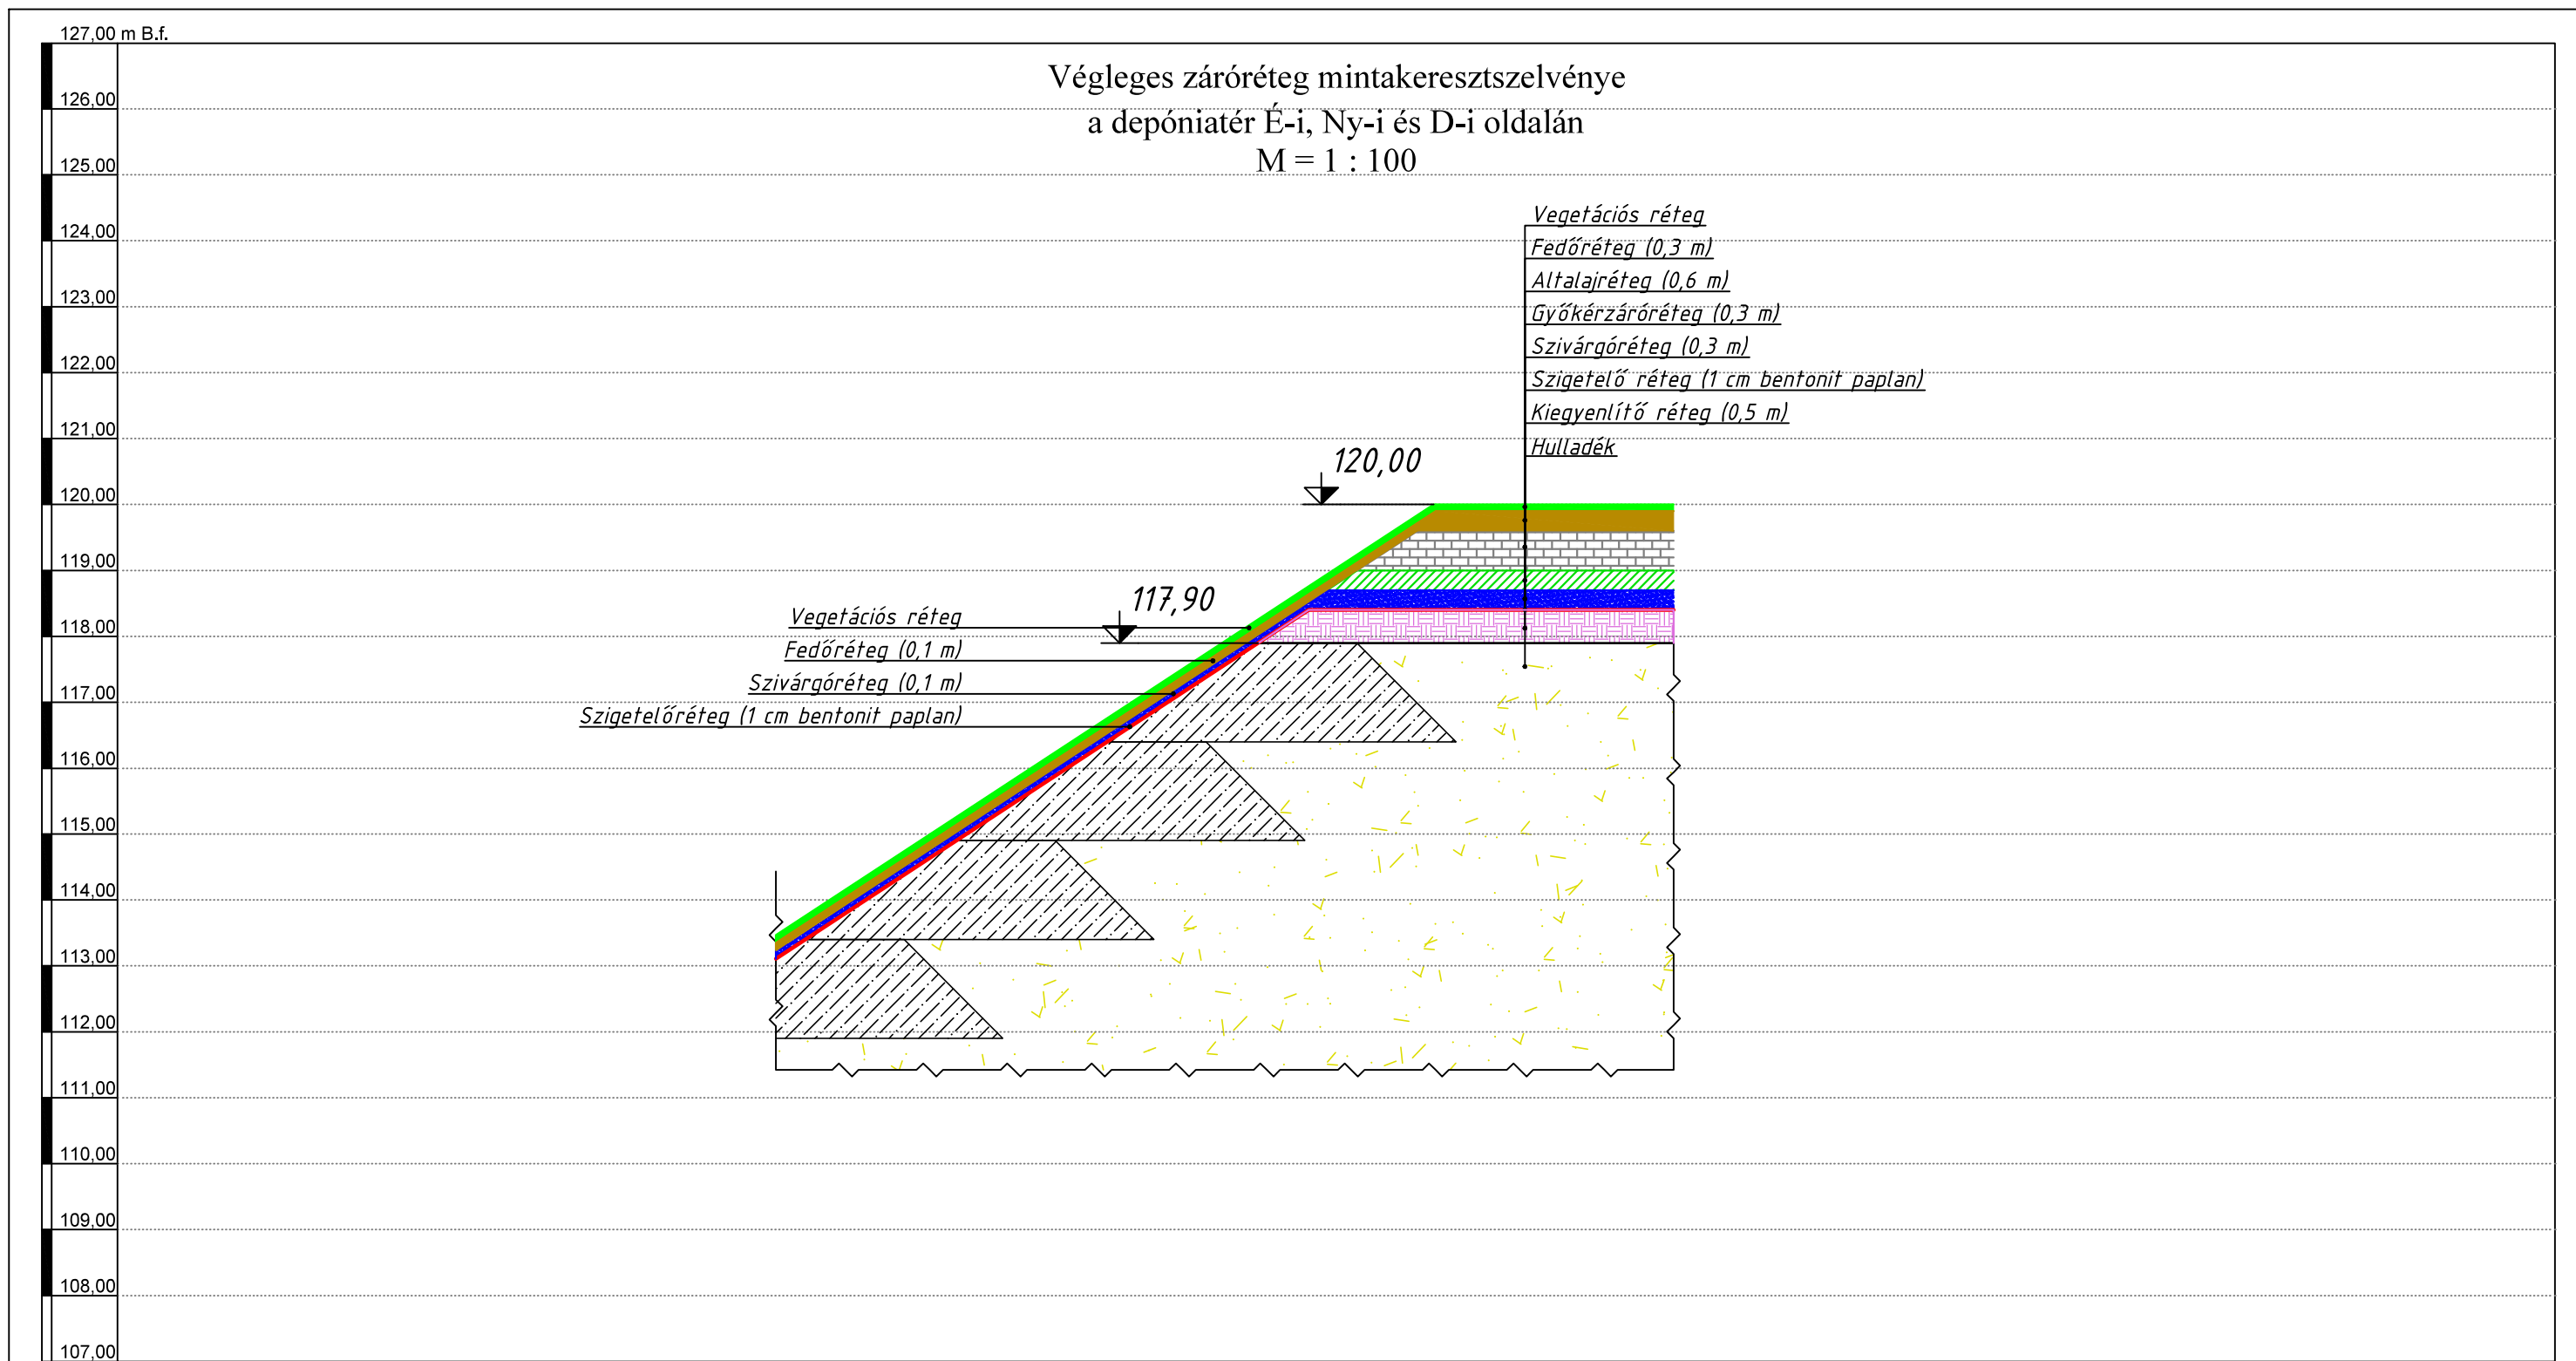 127,00 m B.f.
Végleges záróréteg mintakeresztszelvénye
a depóniatér É-i, Ny-i és D-i oldalán
M = 1 : 100
126,00
125,00
124,00
123,00
122,00
121,00
120,00
119,00
118,00
117,00
116,00
115,00
114,00
113,00
112,00
111,00
110,00
109,00
108,00
107,00
Vegetációs réteg
Fedőréteg (0,3 m)
Altalajréteg (0,6 m)
Győkérzáróréteg (0,3 m)
Szivárgóréteg (0,3 m)
Szigetelő réteg (1 cm bentonit paplan)
Kiegyenlítő réteg (0,5 m)
Hulladék
120,00
117,90
Vegetációs réteg
Fedőréteg (0,1 m)
Szivárgóréteg (0,1 m)
Szigetelőréteg (1 cm bentonit paplan)